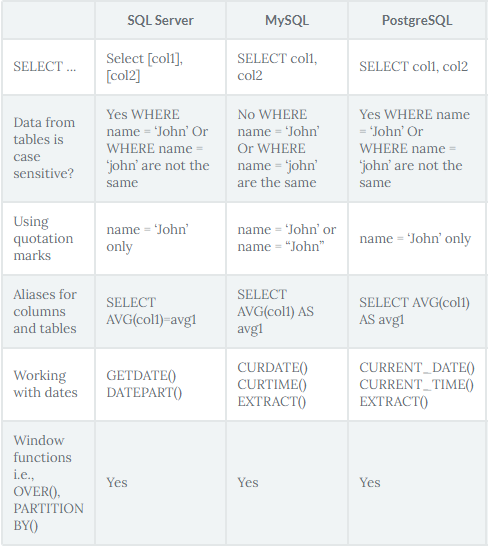 SQL Server MySQL PostgreSQL
SELECT ...
Select [col1],
[col2]
SELECT col1,
col2
SELECT col1, col2
Data from
tables is
case
sensitive?
Yes WHERE
name = ‘John’ Or
WHERE name =
‘john’ are not the
same
No WHERE
name = ‘John’
Or WHERE
name = ‘john’
are the same
Yes WHERE name
= ‘John’ Or
WHERE name =
‘john’ are not the
same
Using
quotation
marks
name = ‘John’
only
name = ‘John’ or
name = “John”
name = ‘John’ only
Aliases for
columns
and tables
SELECT
AVG(col1)=avg1
SELECT
AVG(col1) AS
avg1
SELECT AVG(col1)
AS avg1
Working
with dates
GETDATE()
DATEPART()
CURDATE()
CURTIME()
EXTRACT()
CURRENT_DATE()
CURRENT_TIME()
EXTRACT()
Window
functions
i.e.,
OVER(),
PARTITION
BY()
Yes
Yes
Yes